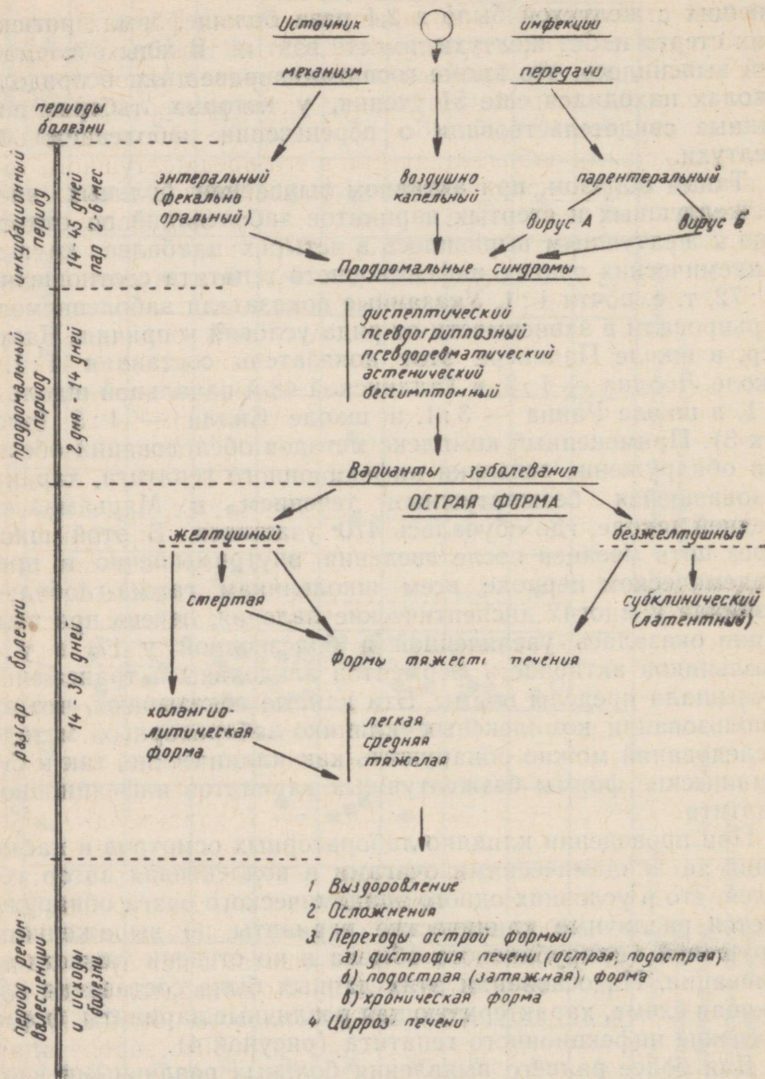 Источник инфекции
механизм передачи
периоды
болезни
энтеральный
(фекально
оральный)
воздушно
капельный
парентеральный
вирус А вирус Б
инкубационный
период
14 45 дней
пар 2-6 мес
Продромальные синдромы
продромальный
период
2 дня - 14 дней
диспептический
псевдогриппозный
псевдоревматический
астенический
бессимптомный
Варианты заболевания
ОСТРАЯ ФОРМА
желтушный безжелтушный
стертая
субклинический
(латентный)
Формы тяжести течения
разгар болезни
14 - 30 дней
холангио-
литическая
форма
легкая
средняя
тяжелая
период рекон
валесценции
и исходы
болезни
1 Выздоровление
2 Осложнения
3 Переходы острой формый
а) дистрофия печени (острая, подострая)
б) подострая (затяжная) форма
в) хроническая форма
4 Цирроз печени